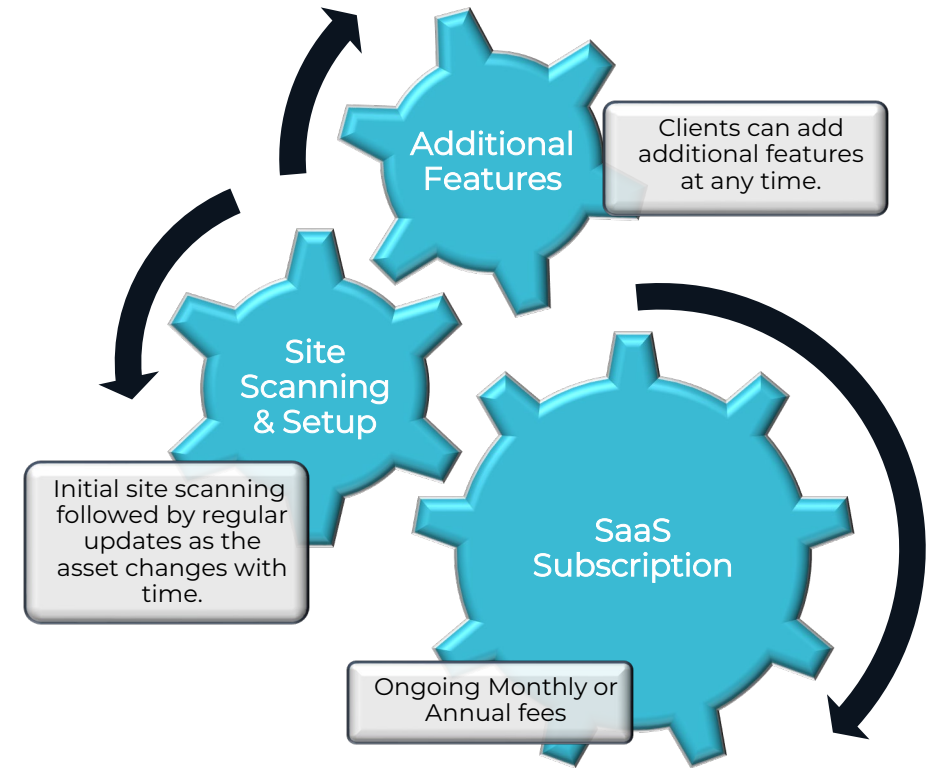 Additional
Features
Clients can add
additional features
at any time.
Site
Scanning
& Setup
Initial site scanning
followed by regular
updates as the
asset changes with
time.
SaaS
Subscription
Ongoing Monthly or
Annual fees